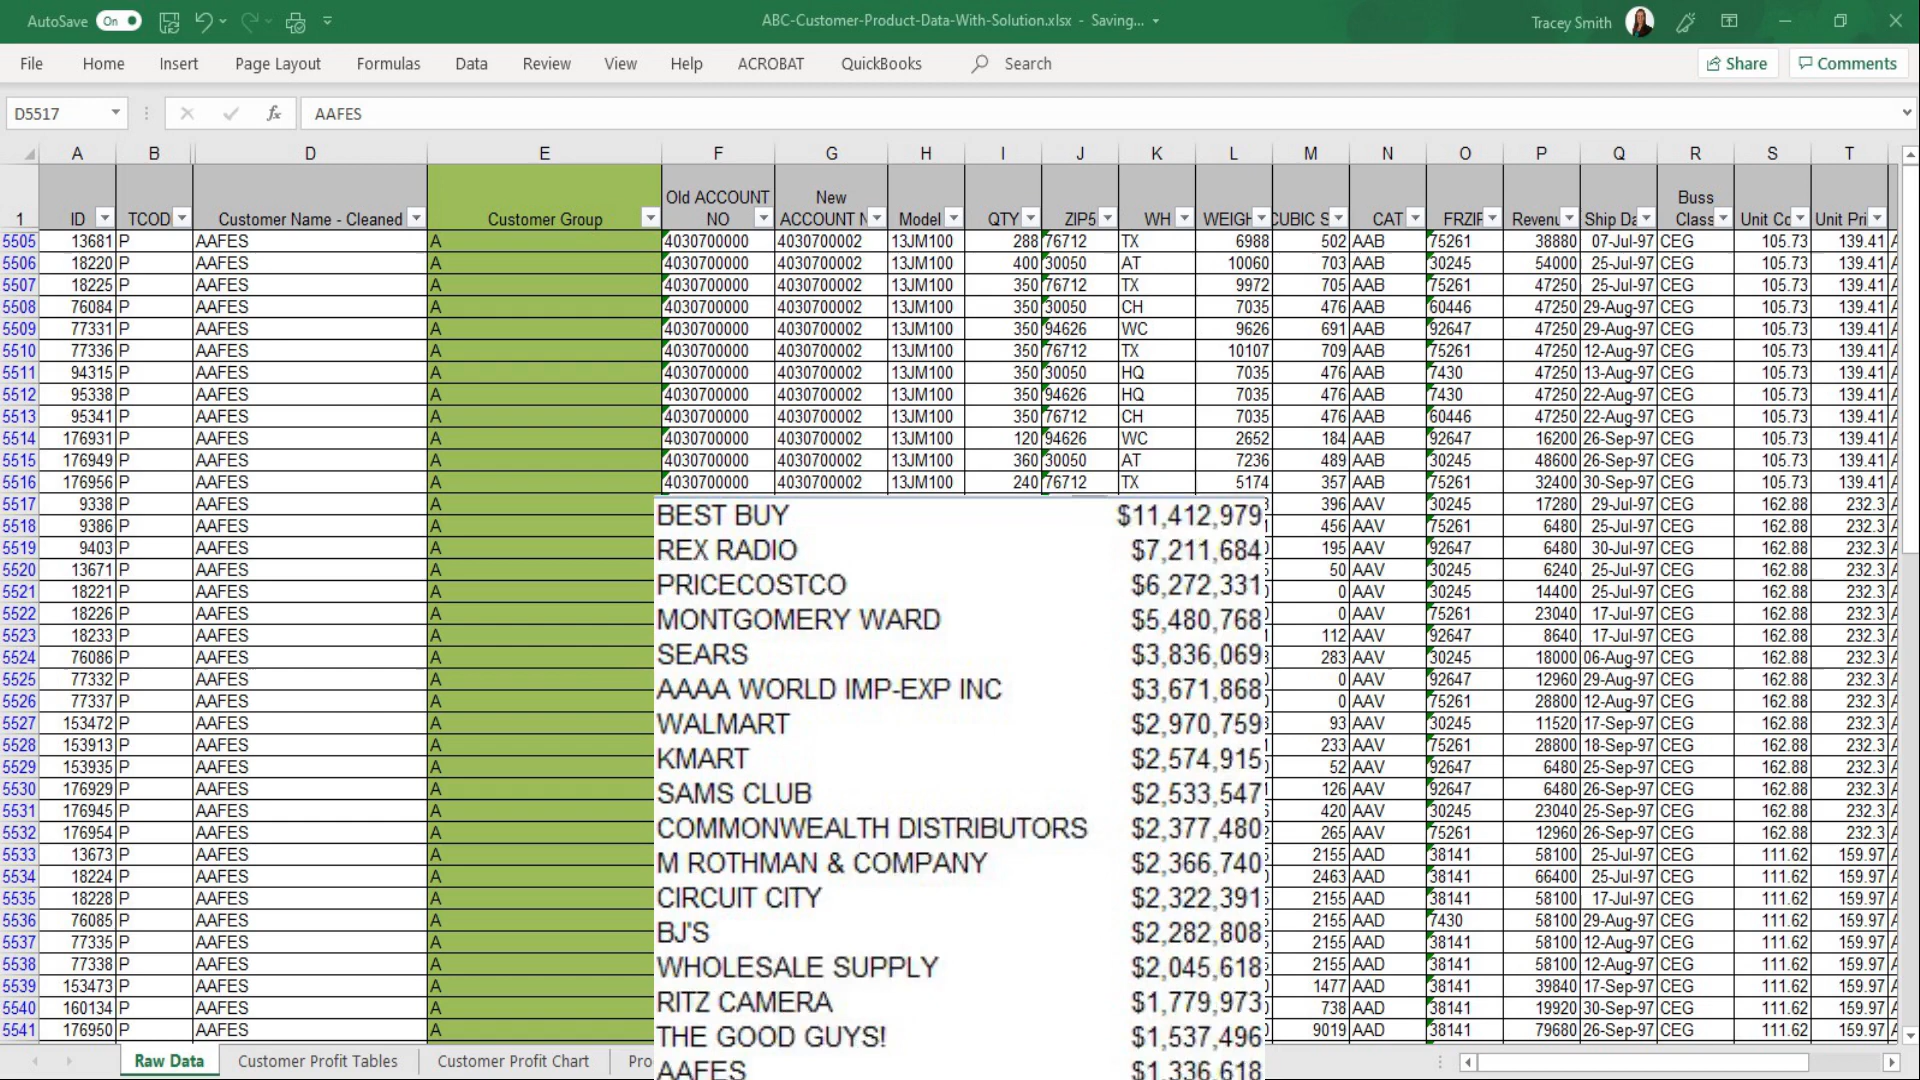 AutoSave On ABC-Customer-Product-Data-With-Solution.xlsx - Saving... Tracey Smith
File Home Insert Page Layout Formulas Data Review View Help ACROBAT QuickBooks Search Share Comments
D5517 fx AAFES
A B D E F G H I J K L M N O P Q R S T
1 ID TCOD Customer Name - Cleaned Customer Group Old ACCOUNT NO New ACCOUNT N Model QTY ZIP5 WH WEIGH CUBIC S CAT FRZIF Revenu Ship Da Buss Class Unit Co Unit Pri
5505 13681 P AAFES A 4030700000 4030700002 13JM100 288 76712 TX 6988 502 AAB 75261 38880 07-Jul-97 CEG 105.73 139.41
5506 18220 P AAFES A 4030700000 4030700002 13JM100 400 30050 AT 10060 703 AAB 30245 54000 25-Jul-97 CEG 105.73 139.41
5507 18225 P AAFES A 4030700000 4030700002 13JM100 350 76712 TX 9972 705 AAB 75261 47250 25-Jul-97 CEG 105.73 139.41
5508 76084 P AAFES A 4030700000 4030700002 13JM100 350 30050 CH 7035 476 AAB 60446 47250 29-Aug-97 CEG 105.73 139.41
5509 77331 P AAFES A 4030700000 4030700002 13JM100 350 94626 WC 9626 691 AAB 92647 47250 29-Aug-97 CEG 105.73 139.41
5510 77336 P AAFES A 4030700000 4030700002 13JM100 350 76712 TX 10107 709 AAB 75261 47250 12-Aug-97 CEG 105.73 139.41
5511 94315 P AAFES A 4030700000 4030700002 13JM100 350 30050 HQ 7035 476 AAB 7430 47250 13-Aug-97 CEG 105.73 139.41
5512 95338 P AAFES A 4030700000 4030700002 13JM100 350 94626 HQ 7035 476 AAB 7430 47250 22-Aug-97 CEG 105.73 139.41
5513 95341 P AAFES A 4030700000 4030700002 13JM100 350 76712 CH 7035 476 AAB 60446 47250 22-Aug-97 CEG 105.73 139.41
5514 176931 P AAFES A 4030700000 4030700002 13JM100 120 94626 WC 2652 184 AAB 92647 16200 26-Sep-97 CEG 105.73 139.41
5515 176949 P AAFES A 4030700000 4030700002 13JM100 360 30050 AT 7236 489 AAB 30245 48600 26-Sep-97 CEG 105.73 139.41
5516 176956 P AAFES A 4030700000 4030700002 13JM100 240 76712 TX 5174 357 AAB 75261 32400 30-Sep-97 CEG 105.73 139.41
5517 9338 P AAFES A 396 AAV 30245 17280 29-Jul-97 CEG 162.88 232.3
5518 9386 P AAFES A 456 AAV 75261 6480 25-Jul-97 CEG 162.88 232.3
5519 9403 P AAFES A 195 AAV 92647 6480 30-Jul-97 CEG 162.88 232.3
5520 13671 P AAFES A 50 AAV 30245 6240 25-Jul-97 CEG 162.88 232.3
5521 18221 P AAFES A 0 AAV 30245 14400 25-Jul-97 CEG 162.88 232.3
5522 18226 P AAFES A 0 AAV 75261 23040 17-Jul-97 CEG 162.88 232.3
5523 18233 P AAFES A 112 AAV 92647 8640 17-Jul-97 CEG 162.88 232.3
5524 76086 P AAFES A 283 AAV 30245 18000 06-Aug-97 CEG 162.88 232.3
5525 77332 P AAFES A 0 AAV 92647 12960 29-Aug-97 CEG 162.88 232.3
5526 77337 P AAFES A 0 AAV 75261 28800 12-Aug-97 CEG 162.88 232.3
5527 153472 P AAFES A 93 AAV 30245 11520 17-Sep-97 CEG 162.88 232.3
5528 153913 P AAFES A 233 AAV 75261 28800 18-Sep-97 CEG 162.88 232.3
5529 153935 P AAFES A 52 AAV 92647 6480 25-Sep-97 CEG 162.88 232.3
5530 176929 P AAFES A 126 AAV 92647 6480 26-Sep-97 CEG 162.88 232.3
5531 176945 P AAFES A 420 AAV 30245 23040 25-Sep-97 CEG 162.88 232.3
5532 176954 P AAFES A 265 AAV 75261 12960 26-Sep-97 CEG 162.88 232.3
5533 13673 P AAFES A 2155 AAD 38141 58100 25-Jul-97 CEG 111.62 159.97
5534 18224 P AAFES A 2463 AAD 38141 66400 25-Jul-97 CEG 111.62 159.97
5535 18228 P AAFES A 2155 AAD 38141 58100 17-Jul-97 CEG 111.62 159.97
5536 76085 P AAFES A 2155 AAD 7430 58100 29-Aug-97 CEG 111.62 159.97
5537 77335 P AAFES A 2155 AAD 38141 58100 12-Aug-97 CEG 111.62 159.97
5538 77338 P AAFES A 2155 AAD 38141 58100 12-Aug-97 CEG 111.62 159.97
5539 153473 P AAFES A 1477 AAD 38141 39840 17-Sep-97 CEG 111.62 159.97
5540 160134 P AAFES A 738 AAD 38141 19920 30-Sep-97 CEG 111.62 159.97
5541 176950 P AAFES A 9019 AAD 38141 79680 26-Sep-97 CEG 111.62 159.97
BEST BUY $11,412,979
REX RADIO $7,211,684
PRICECOSTCO $6,272,331
MONTGOMERY WARD $5,480,768
SEARS $3,836,069
AAAA WORLD IMP-EXP INC $3,671,868
WALMART $2,970,759
KMART $2,574,915
SAMS CLUB $2,533,547
COMMONWEALTH DISTRIBUTORS $2,377,480
M ROTHMAN & COMPANY $2,366,740
CIRCUIT CITY $2,322,391
BJ'S $2,282,808
WHOLESALE SUPPLY $2,045,618
RITZ CAMERA $1,779,973
THE GOOD GUYS! $1,537,496
AAFES $1,336,618
Raw Data Customer Profit Tables Customer Profit Chart Pro